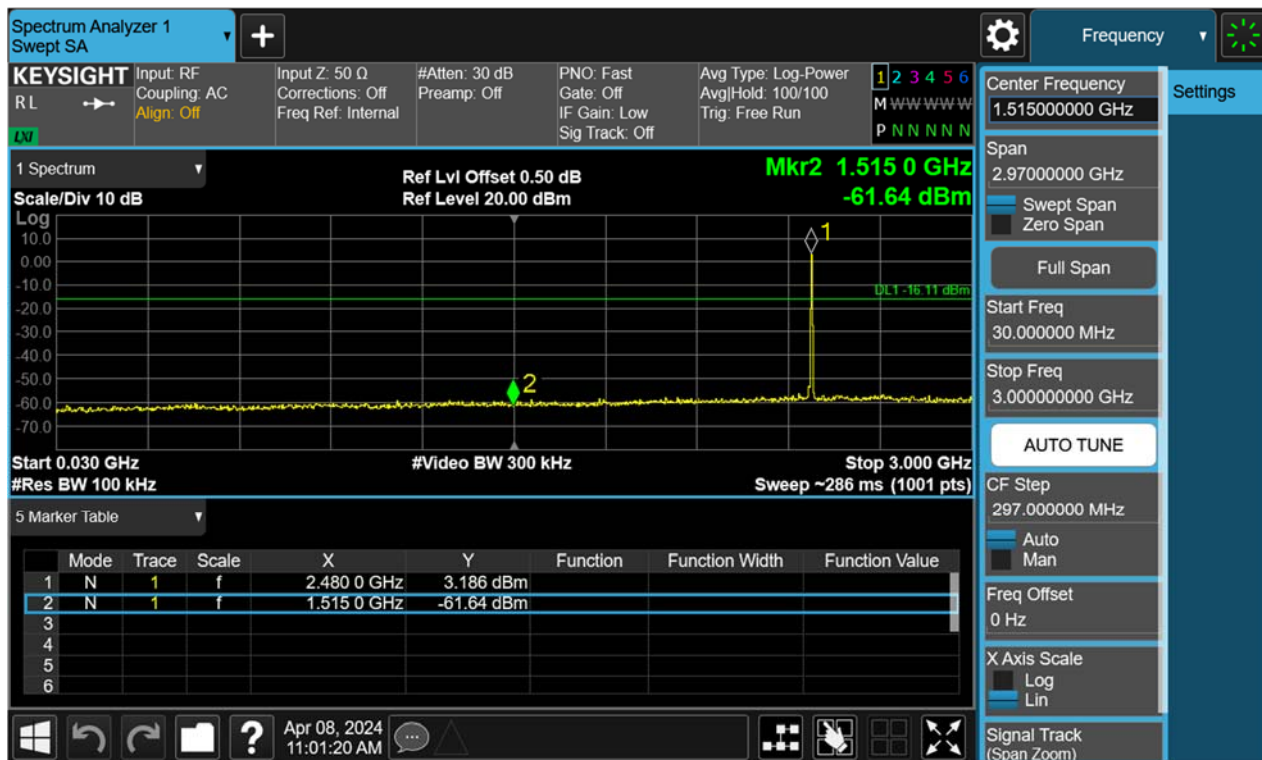 Spectrum Analyzer 1
Swept SA
Frequency
KEYSIGHT
R L
LXI
Input: RF
Coupling: AC
Align: Off
Input Z: 50 Ω
Corrections: Off
Freq Ref: Internal
#Atten: 30 dB
Preamp: Off
PNO: Fast
Gate: Off
IF Gain: Low
Sig Track: Off
Avg Type: Log-Power
Avg|Hold: 100/100
Trig: Free Run
1 2 3 4 5 6
M W W W W W
P N N N N N
1 Spectrum
Scale/Div 10 dB
Ref Lvl Offset 0.50 dB
Ref Level 20.00 dBm
Mkr2 1.515 0 GHz
-61.64 dBm
Log
10.0
0.00
-10.0
-20.0
-30.0
-40.0
-50.0
-60.0
-70.0
1
DL1 -16.11 dBm
2
Start 0.030 GHz
#Video BW 300 kHz
Stop 3.000 GHz
#Res BW 100 kHz
Sweep ~286 ms (1001 pts)
5 Marker Table
Mode Trace Scale X Y Function Function Width Function Value
1 N 1 f 2.480 0 GHz 3.186 dBm
2 N 1 f 1.515 0 GHz -61.64 dBm
3
4
5
6
?
Apr 08, 2024
11:01:20 AM
Center Frequency
1.515000000 GHz
Settings
Span
2.97000000 GHz
Swept Span
Zero Span
Full Span
Start Freq
30.000000 MHz
Stop Freq
3.000000000 GHz
AUTO TUNE
CF Step
297.000000 MHz
Auto
Man
Freq Offset
0 Hz
X Axis Scale
Log
Lin
Signal Track
(Span Zoom)